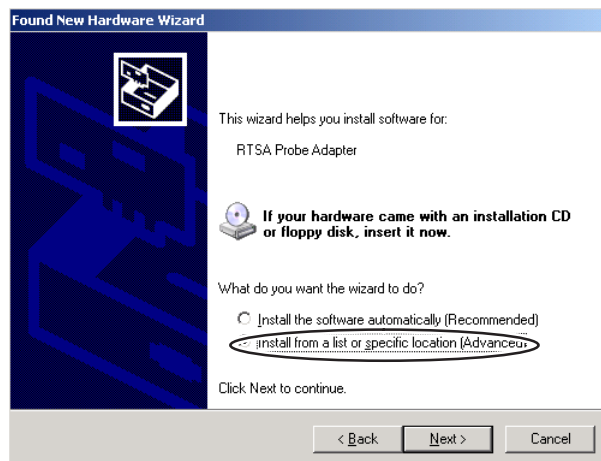 Found New Hardware Wizard
This wizard helps you install software for:
RTSA Probe Adapter
If your hardware came with an installation CD
or floppy disk, insert it now.
What do you want the wizard to do?
Install the software automatically (Recommended)
Install from a list or specific location (Advanced)
Click Next to continue.
< Back
Next >
Cancel